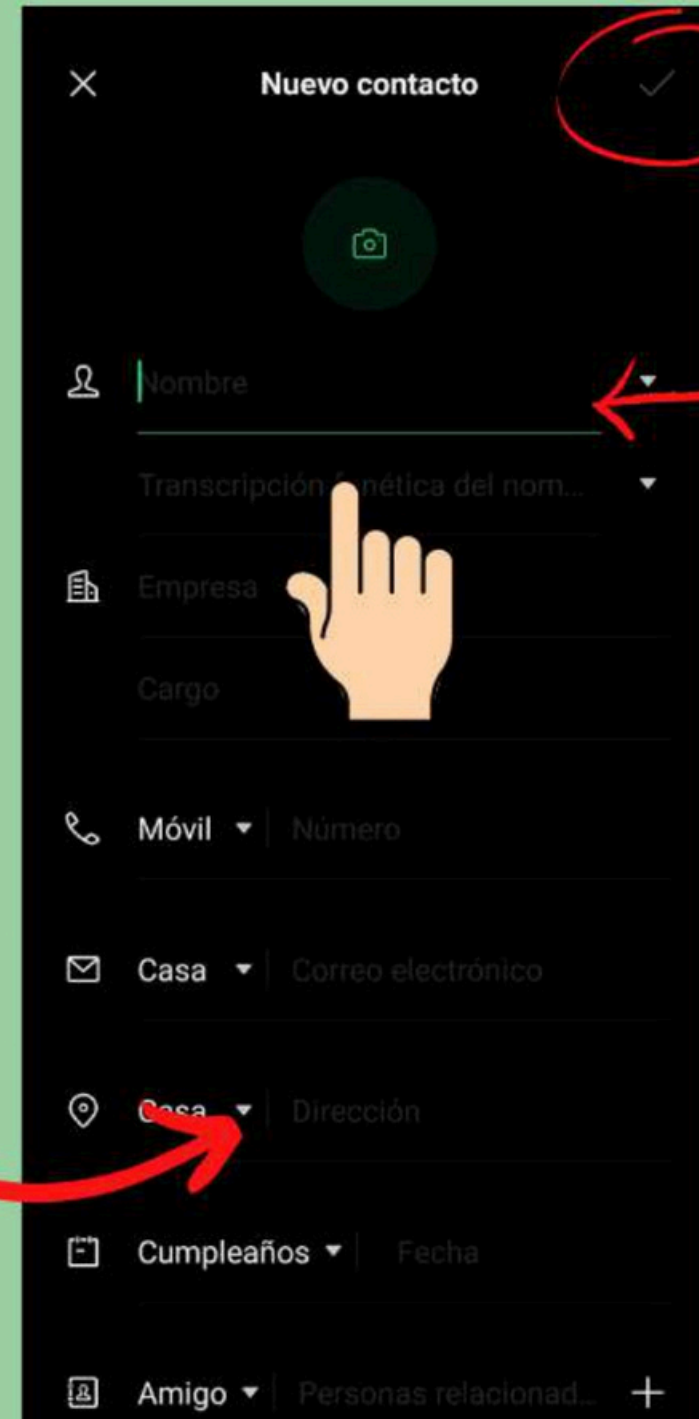 Nuevo contacto
Nombre
Transcripción fonética del nom...
Empresa
Cargo
Móvil Número
Casa Correo electrónico
Casa Dirección
Cumpleaños Fecha
Amigo Personas relacionad...